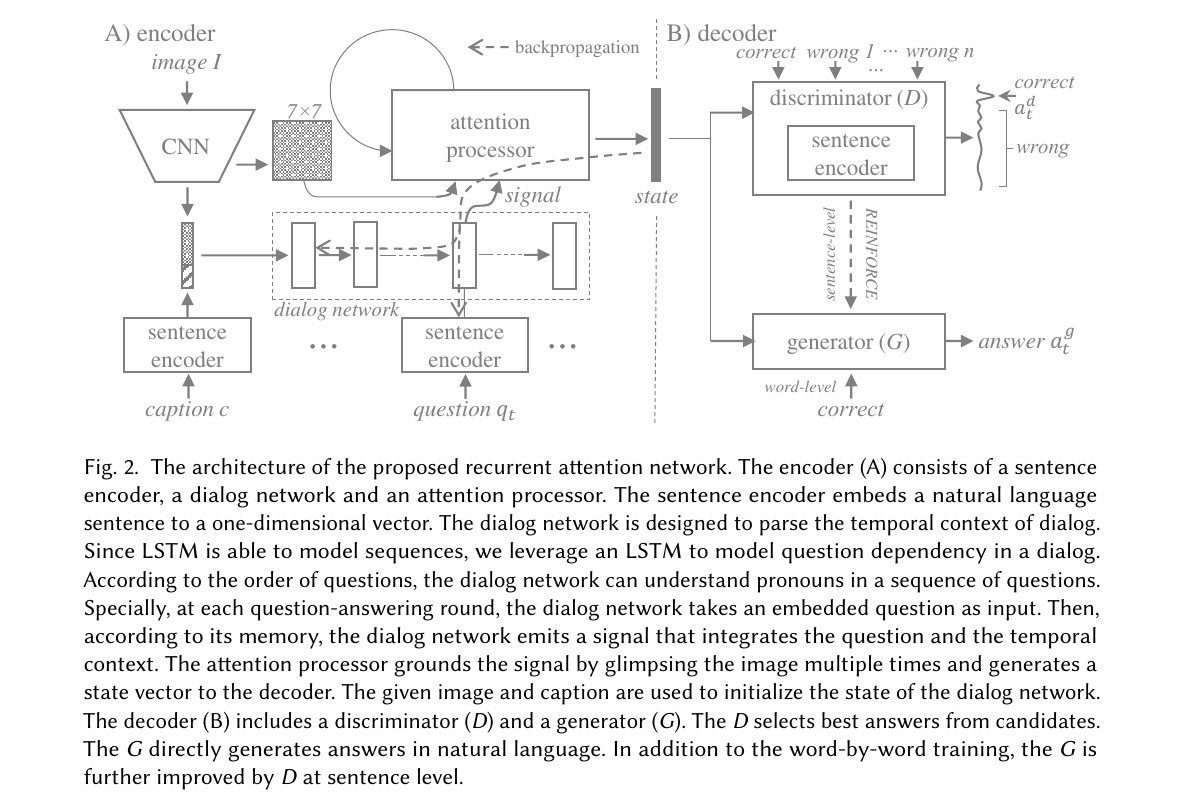 A) encoder
image I
CNN
7×7
attention
processor
backpropagation
signal
state
dialog network
sentence
encoder
...
sentence
encoder
...
caption c
question qₜ
B) decoder
correct wrong 1 ··· wrong n
...
discriminator (D)
sentence
encoder
correct
aₜᵈ
wrong
sentence-level
REINFORCE
generator (G)
answer aₜᵍ
word-level
correct
Fig. 2. The architecture of the proposed recurrent attention network. The encoder (A) consists of a sentence
encoder, a dialog network and an attention processor. The sentence encoder embeds a natural language
sentence to a one-dimensional vector. The dialog network is designed to parse the temporal context of dialog.
Since LSTM is able to model sequences, we leverage an LSTM to model question dependency in a dialog.
According to the order of questions, the dialog network can understand pronouns in a sequence of questions.
Specially, at each question-answering round, the dialog network takes an embedded question as input. Then,
according to its memory, the dialog network emits a signal that integrates the question and the temporal
context. The attention processor grounds the signal by glimpsing the image multiple times and generates a
state vector to the decoder. The given image and caption are used to initialize the state of the dialog network.
The decoder (B) includes a discriminator (D) and a generator (G). The D selects best answers from candidates.
The G directly generates answers in natural language. In addition to the word-by-word training, the G is
further improved by D at sentence level.